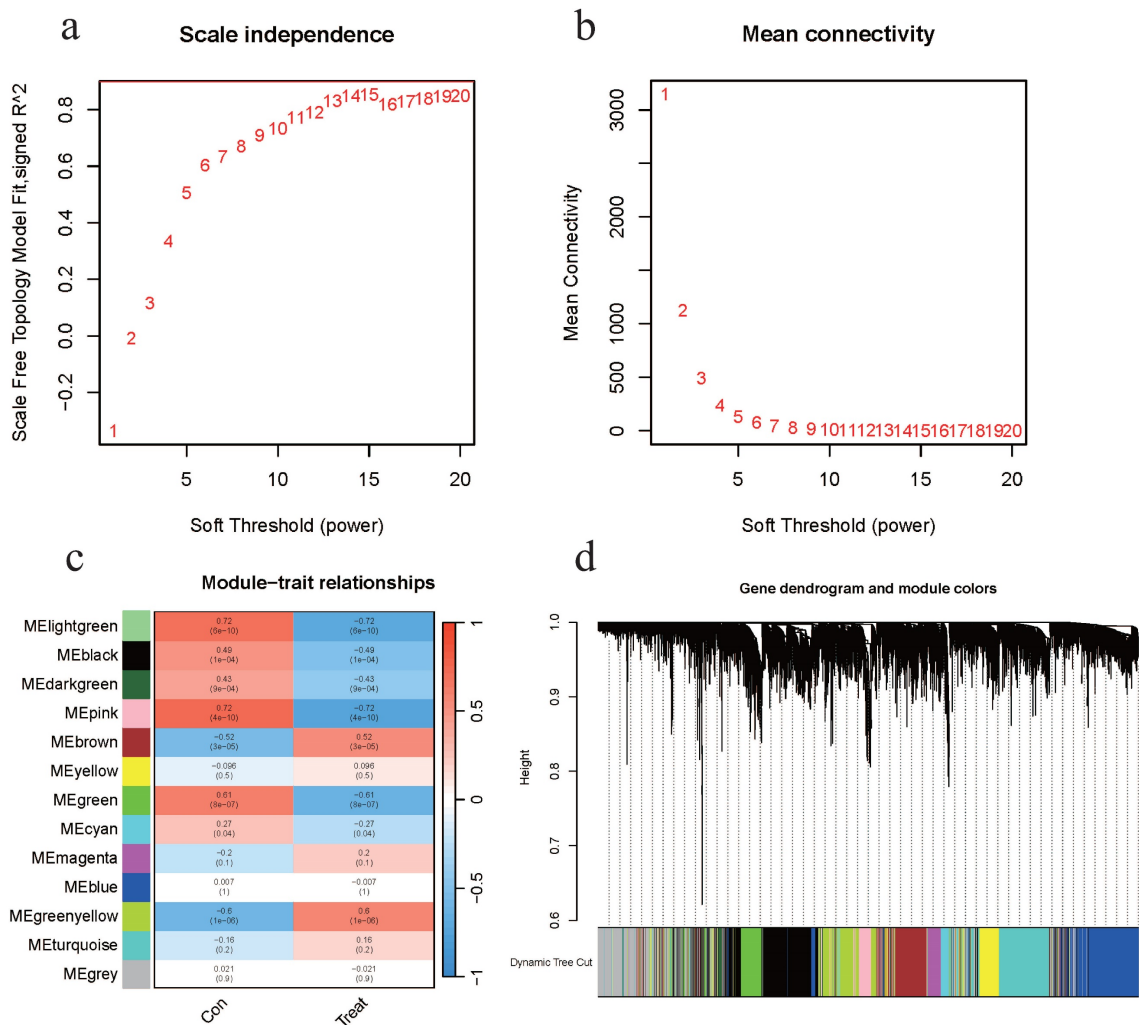 a
Scale independence
Scale Free Topology Model Fit,signed R^2
0.8
0.6
0.4
0.2
0.0
−0.2
1
2
3
4
5
6
7
8
9
10
11
12
13
14
15
16
17
18
19
20
5
10
15
20
Soft Threshold (power)
b
Mean connectivity
Mean Connectivity
3000
2000
1000
500
0
1
2
3
4
5
6
7
8
9
10
11
12
13
14
15
16
17
18
19
20
5
10
15
20
Soft Threshold (power)
c
Module−trait relationships
MElightgreen
0.72
(6e−10)
−0.72
(6e−10)
MEblack
0.49
(1e−04)
−0.49
(1e−04)
MEdarkgreen
0.43
(9e−04)
−0.43
(9e−04)
MEpink
0.72
(4e−10)
−0.72
(4e−10)
MEbrown
−0.52
(3e−05)
0.52
(3e−05)
MEyellow
−0.096
(0.5)
0.096
(0.5)
MEgreen
0.61
(8e−07)
−0.61
(8e−07)
MEcyan
0.27
(0.04)
−0.27
(0.04)
MEmagenta
−0.2
(0.1)
0.2
(0.1)
MEblue
0.007
(1)
−0.007
(1)
MEgreenyellow
−0.6
(1e−06)
0.6
(1e−06)
MEturquoise
−0.16
(0.2)
0.16
(0.2)
MEgrey
0.021
(0.9)
−0.021
(0.9)
Con
Treat
1
0.5
0
−0.5
−1
d
Gene dendrogram and module colors
Height
1.0
0.9
0.8
0.7
0.6
Dynamic Tree Cut